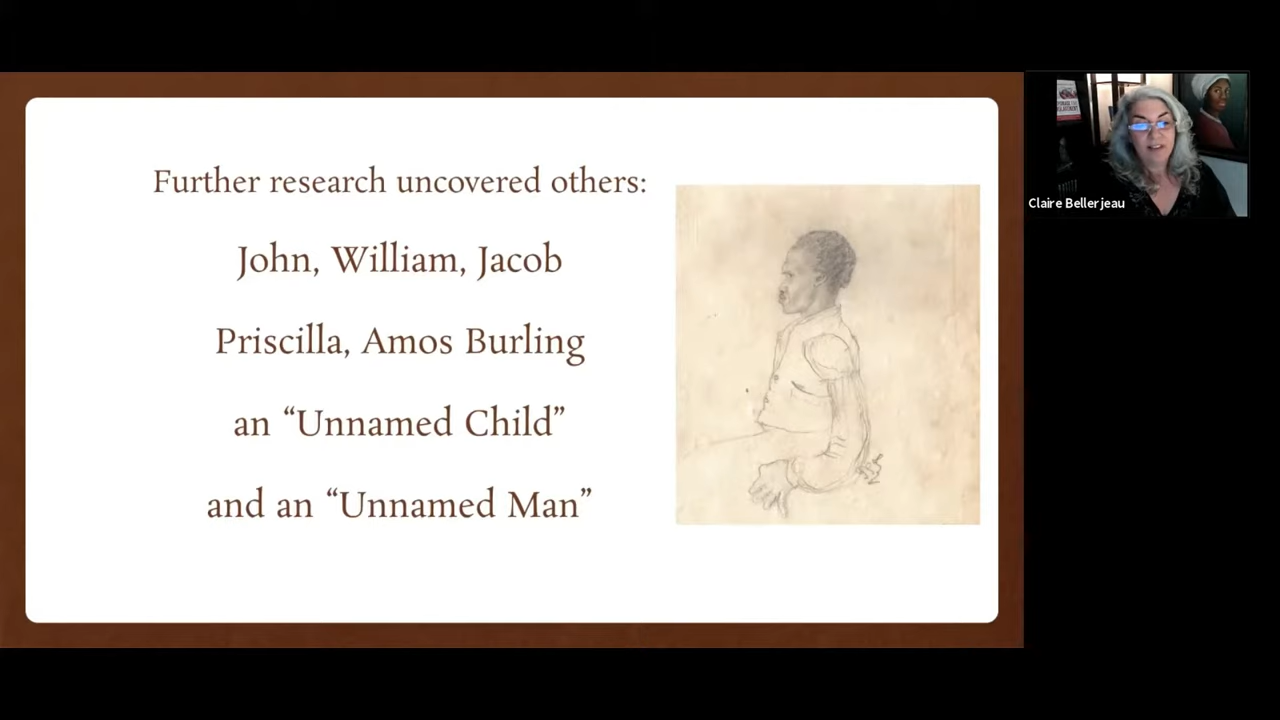 Further research uncovered others:
John, William, Jacob
Priscilla, Amos Burling
an “Unnamed Child”
and an “Unnamed Man”
Claire Bellerjeau